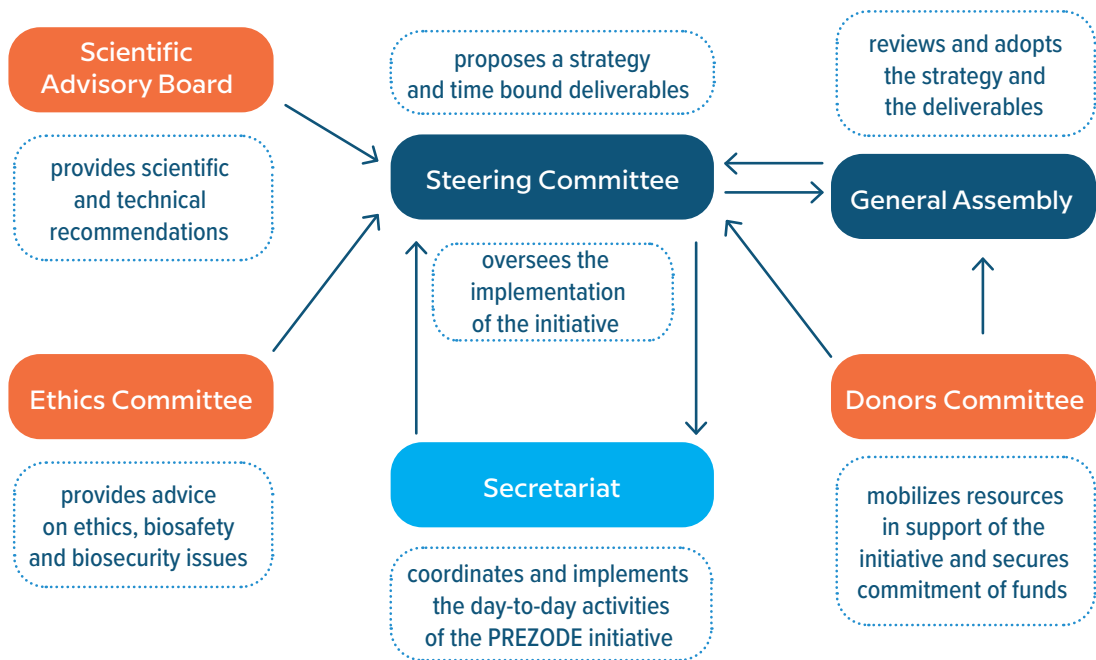 Scientific
Advisory Board
provides scientific
and technical
recommendations
proposes a strategy
and time bound deliverables
Steering Committee
oversees the
implementation
of the initiative
reviews and adopts
the strategy and
the deliverables
General Assembly
Ethics Committee
provides advice
on ethics, biosafety
and biosecurity issues
Secretariat
coordinates and implements
the day-to-day activities
of the PREZODE initiative
Donors Committee
mobilizes resources
in support of the
initiative and secures
commitment of funds